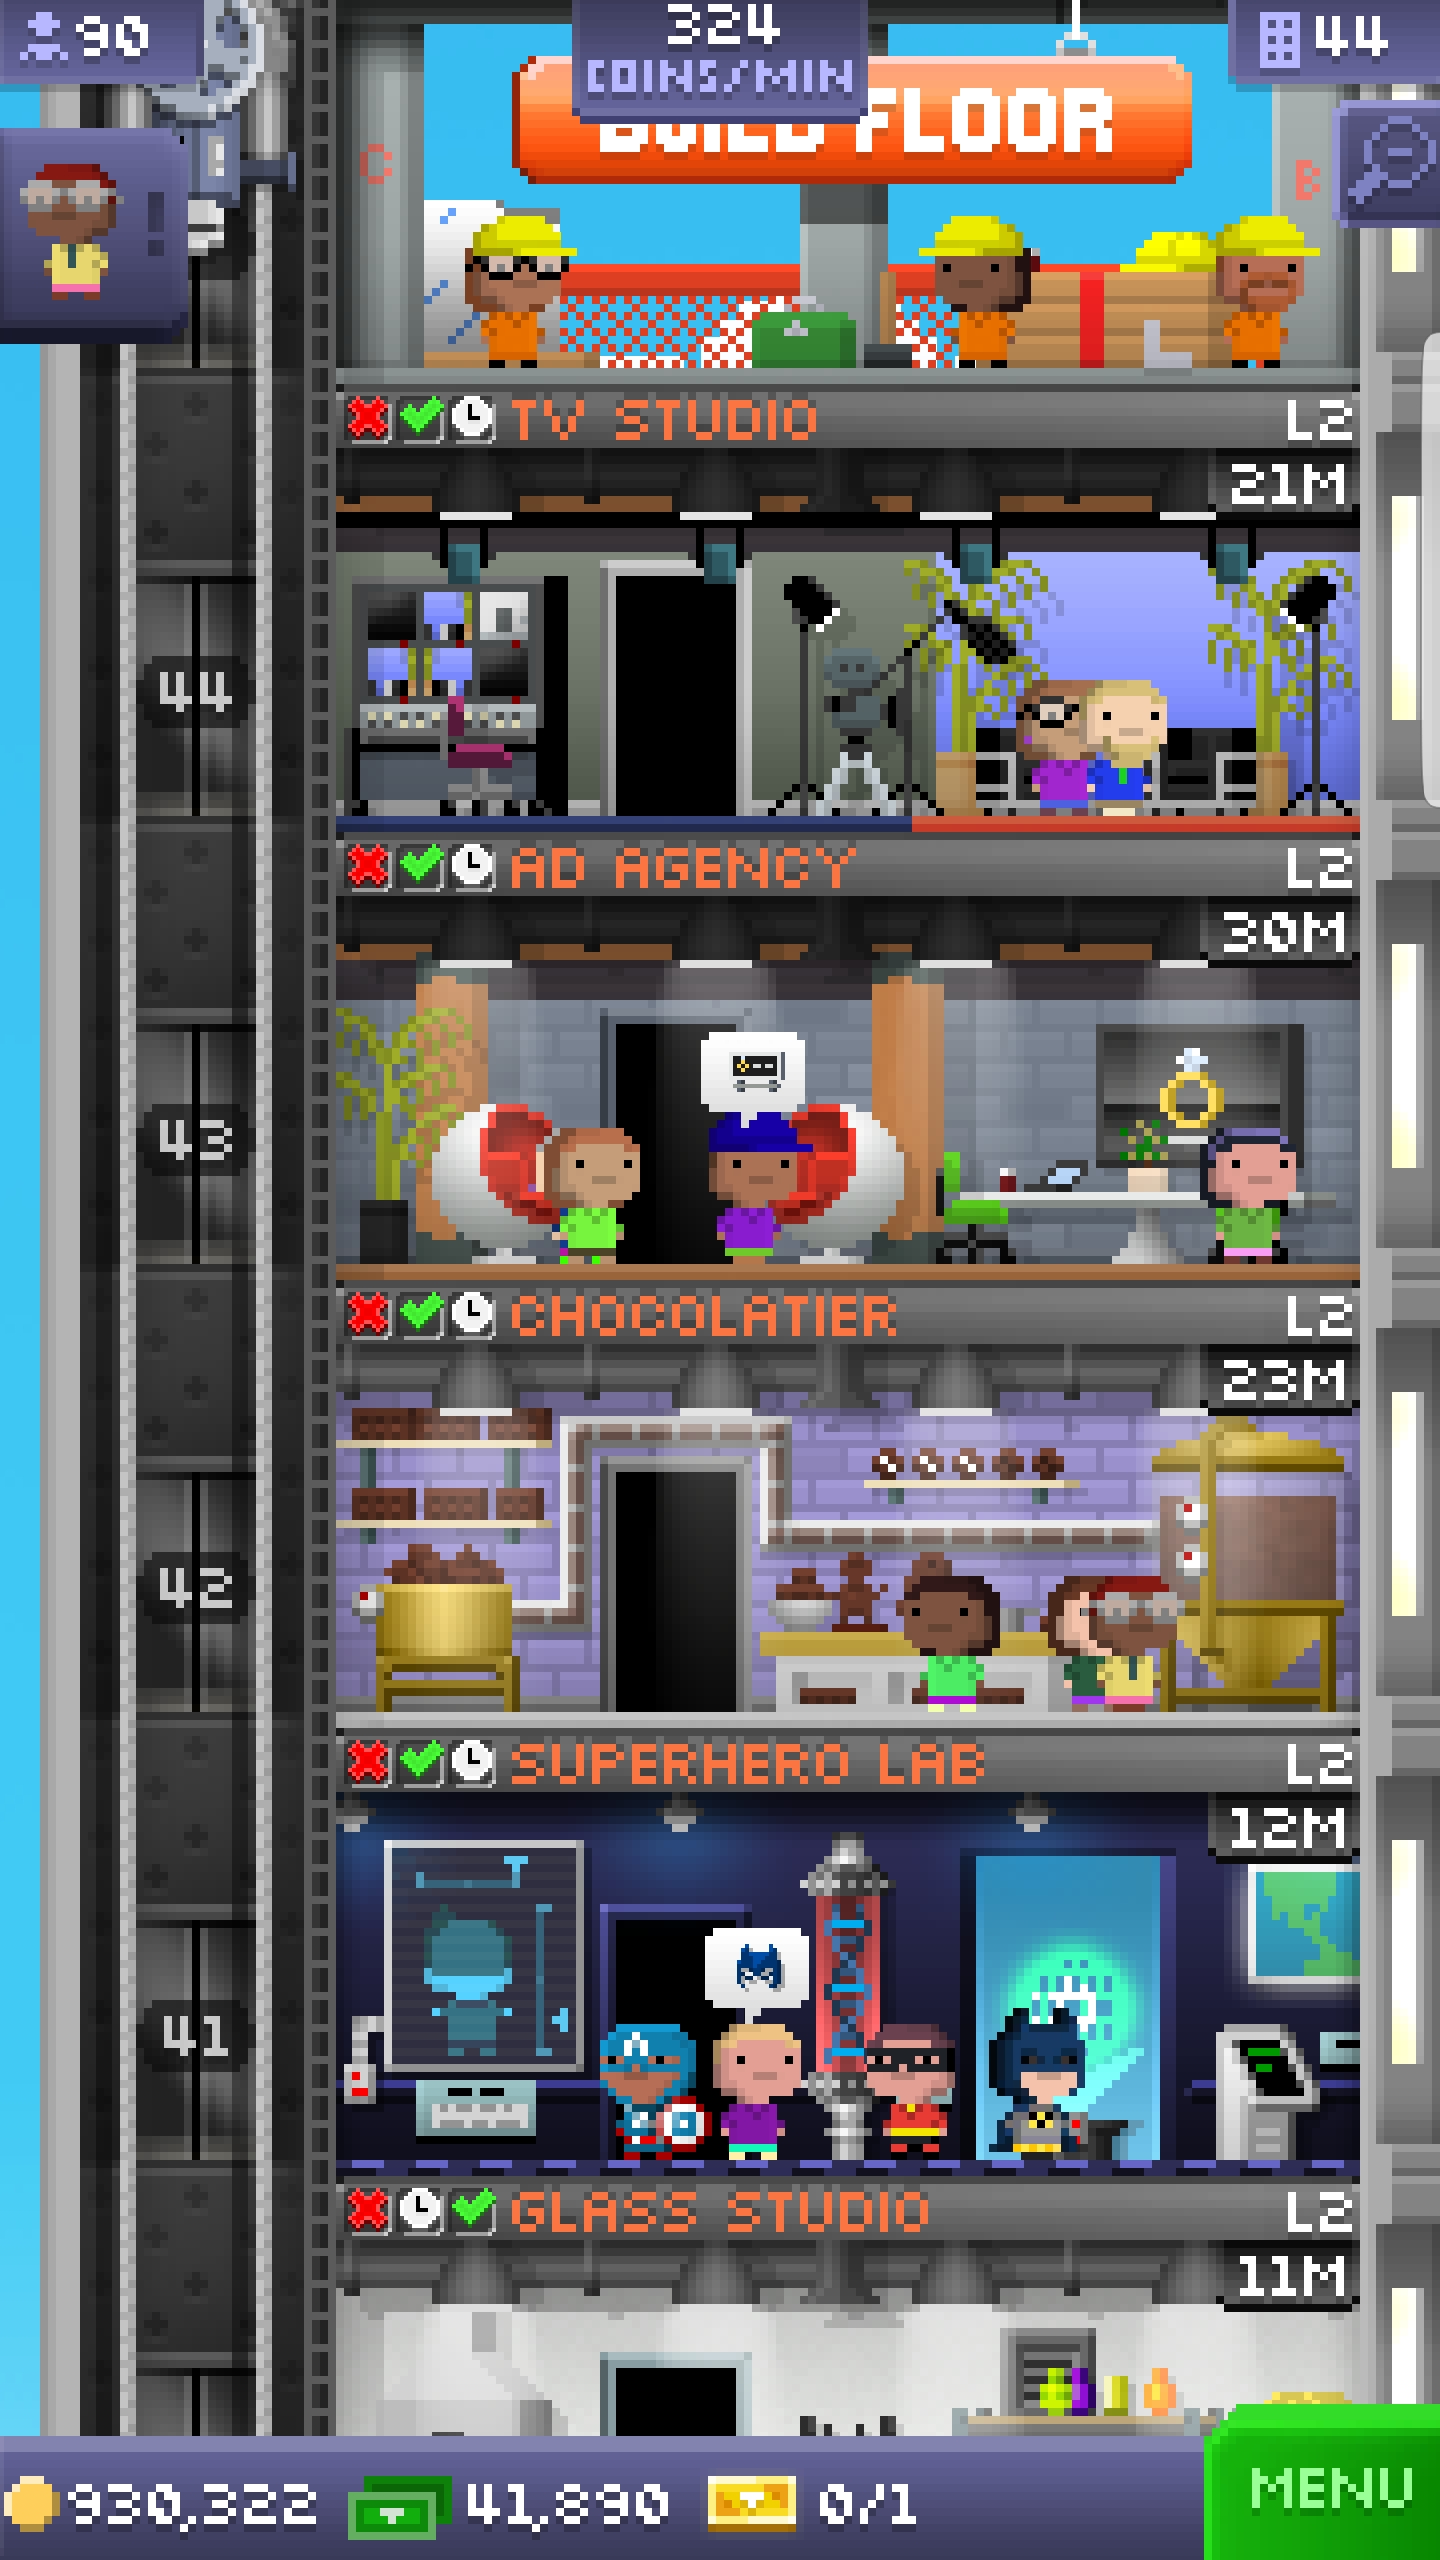 90
324
COINS/MIN
44
BUILD FLOOR
!
C
B
TV STUDIO L2
21M
44
AD AGENCY L2
30M
43
CHOCOLATIER L2
23M
42
SUPERHERO LAB L2
12M
41
GLASS STUDIO L2
11M
930,322 41,890 0/1 MENU